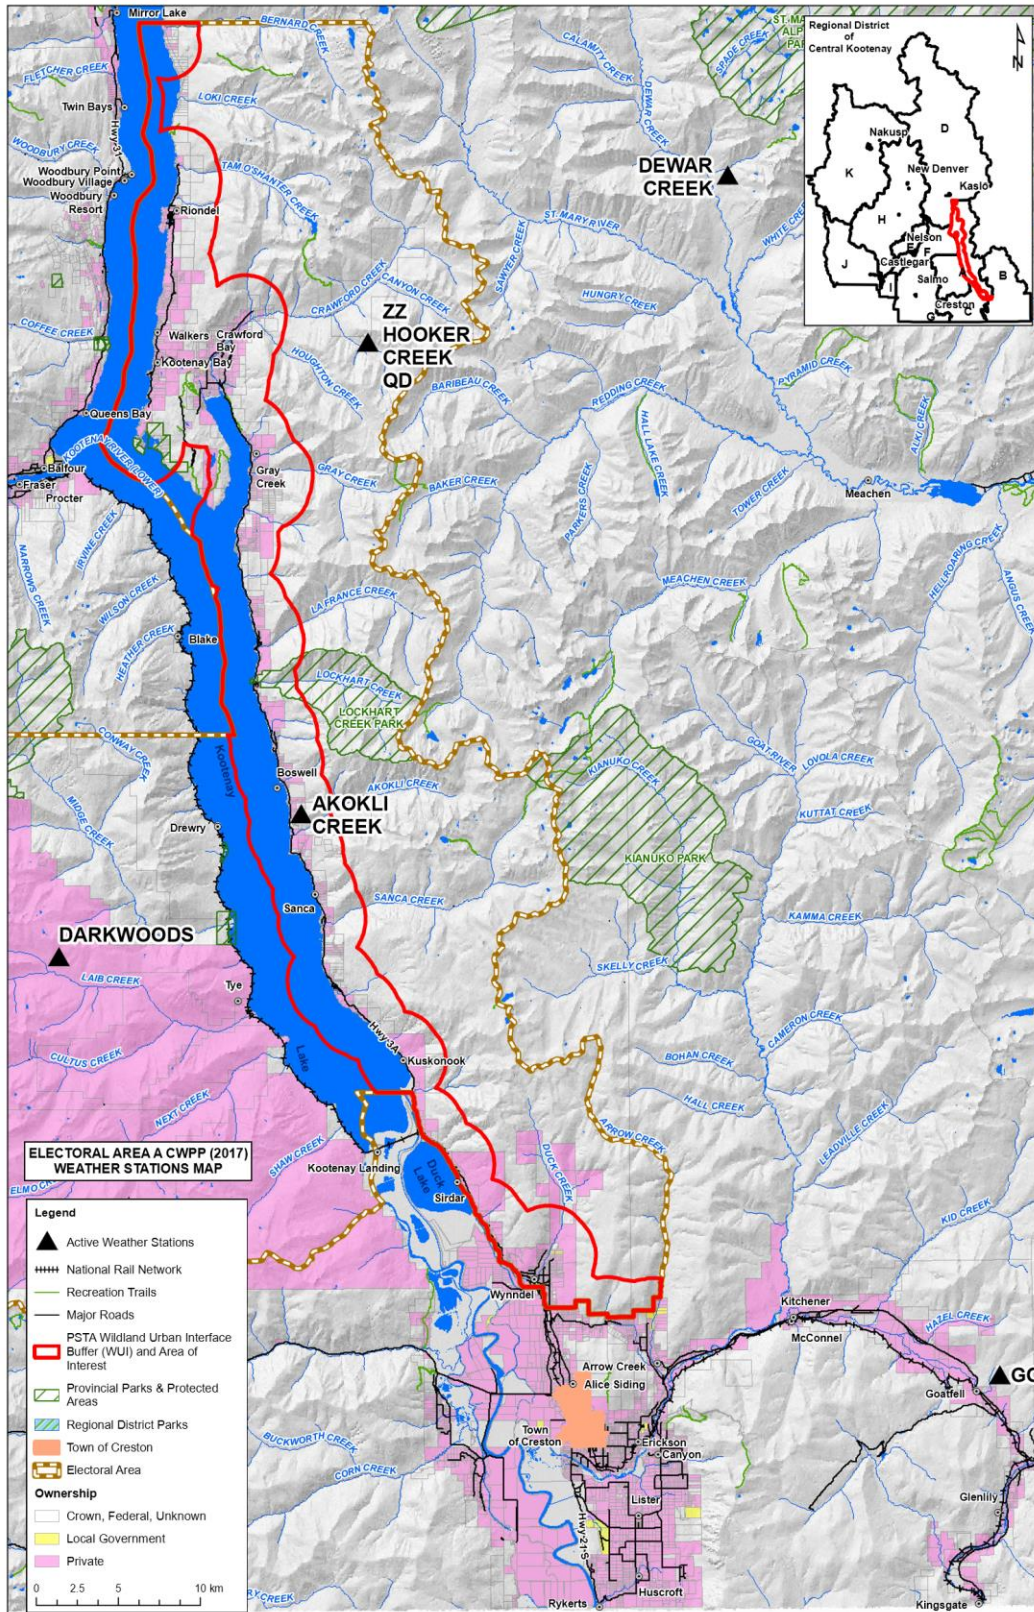 Mirror Lake
BERNARD CREEK
CALAMITY CREEK
SPADE CREEK
DEWAR CREEK
FLETCHER CREEK
Twin Bays
Hwy 31
LOKI CREEK
WOODBURY CREEK
Woodbury Point
Woodbury Village
Woodbury
Resort
TAM O'SHANTER CREEK
Riondel
DEWAR
CREEK
ST. MARY RIVER
SAWYER CREEK
Regional District
of
Central Kootenay
N
D
Nakusp
K
New Denver
Kaslo
H
Nelson
E
F
Castlegar
J
I
Salmo
A
B
Creston
G
C
CRAWFORD CREEK
CANYON CREEK
HUNGRY CREEK
ZZ
HOOKER
CREEK
QD
COFFEE CREEK
Walkers
Crawford
Bay
Kootenay Bay
HOUGHTON CREEK
BARIBEAU CREEK
REDDING CREEK
PYRAMID CREEK
HALL LAKE CREEK
ALKI CREEK
Queens Bay
KOOTENAY RIVER (LOWER)
Balfour
Fraser
Procter
Gray
Creek
GRAY CREEK
BAKER CREEK
PARKERS CREEK
TOWER CREEK
Meachen
IRVINE CREEK
NARROWS CREEK
WILSON CREEK
HEATHER CREEK
Blake
LA FRANCE CREEK
MEACHEN CREEK
HELLROARING CREEK
ANGUS CREEK
LOCKHART CREEK
LOCKHART
CREEK PARK
CONWAY CREEK
Kootenay
Boswell
AKOKLI CREEK
KIANUKO CREEK
GOAT RIVER
LOVOLA CREEK
KUTTAT CREEK
MIDGE CREEK
Drewry
AKOKLI
CREEK
KIANUKO PARK
Sanca
SANCA CREEK
KAMMA CREEK
DARKWOODS
LAIB CREEK
SKELLY CREEK
Tye
CULTUS CREEK
Lake
Hwy 3A
Kuskonook
CAMERON CREEK
BOHAN CREEK
HALL CREEK
NEXT CREEK
ARROW CREEK
LEADVILLE CREEK
ELECTORAL AREA A CWPP (2017)
WEATHER STATIONS MAP
SHAW CREEK
Kootenay Landing
Duck
Lake
Sirdar
DUCK CREEK
KID CREEK
Legend
Active Weather Stations
National Rail Network
Recreation Trails
Major Roads
PSTA Wildland Urban Interface
Buffer (WUI) and Area of
Interest
Provincial Parks & Protected
Areas
Regional District Parks
Town of Creston
Electoral Area
Ownership
Crown, Federal, Unknown
Local Government
Private
0 2.5 5 10 km
Wynndel
Kitchener
McConnel
HAZEL CREEK
Arrow Creek
Alice Siding
Goatfell
Town
of Creston
Erickson
Canyon
BUCKWORTH CREEK
CORN CREEK
Lister
Glenlily
Hwy 21 S
Huscroft
Rykerts
Kingsgate